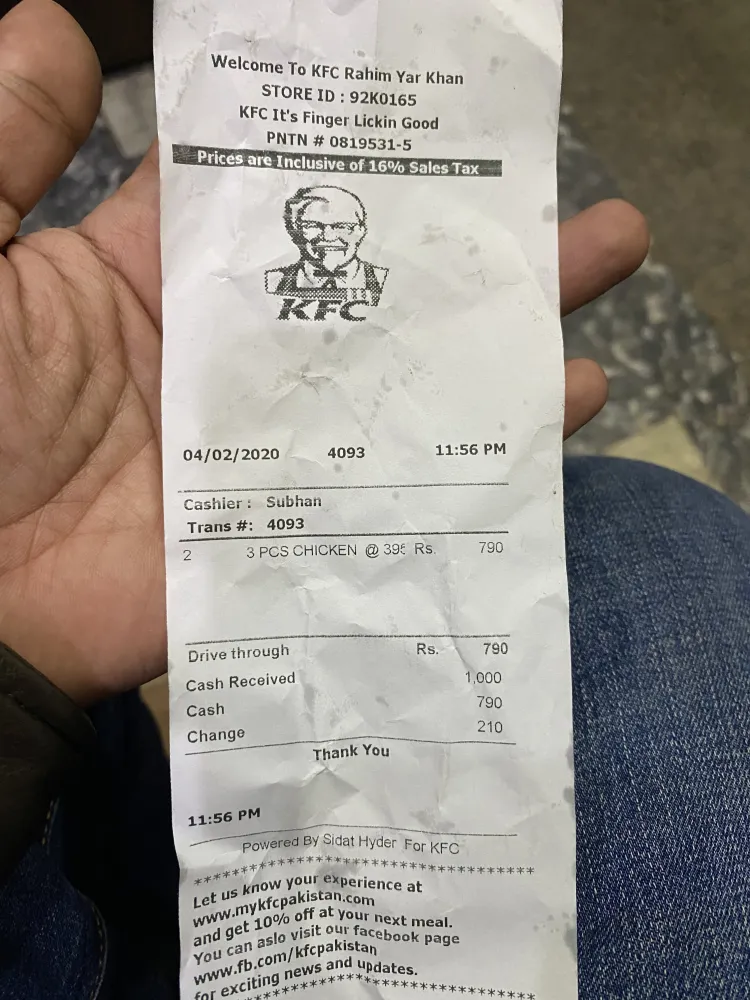 Welcome To KFC Rahim Yar Khan
STORE ID : 92K0165
KFC It's Finger Lickin Good
PNTN # 0819531-5
Prices are Inclusive of 16% Sales Tax
KFC
04/02/2020 4093 11:56 PM
Cashier : Subhan
Trans #: 4093
2 3 PCS CHICKEN @ 395 Rs. 790
Drive through Rs. 790
Cash Received 1,000
Cash 790
Change 210
Thank You
11:56 PM
Powered By Sidat Hyder For KFC
Let us know your experience at
www.mykfcpakistan.com
and get 10% off at your next meal.
You can aslo visit our facebook page
www.fb.com/kfcpakistan
for exciting news and updates.